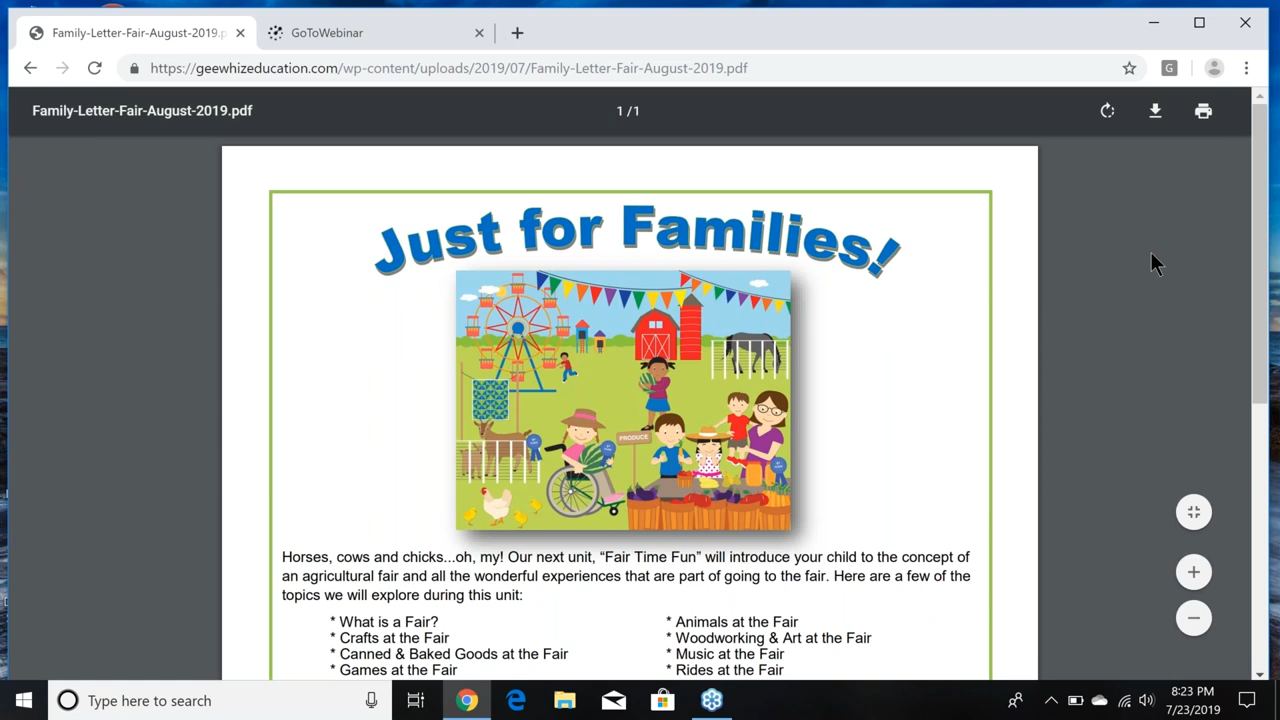 Family-Letter-Fair-August-2019.p
GoToWebinar
https://geewhizeducation.com/wp-content/uploads/2019/07/Family-Letter-Fair-August-2019.pdf
G
Family-Letter-Fair-August-2019.pdf
1 / 1
Just for Families!
PRODUCE
Horses, cows and chicks...oh, my! Our next unit, “Fair Time Fun” will introduce your child to the concept of
an agricultural fair and all the wonderful experiences that are part of going to the fair. Here are a few of the
topics we will explore during this unit:
* What is a Fair?
* Crafts at the Fair
* Canned & Baked Goods at the Fair
* Games at the Fair
* Animals at the Fair
* Woodworking & Art at the Fair
* Music at the Fair
* Rides at the Fair
Type here to search
8:23 PM
7/23/2019